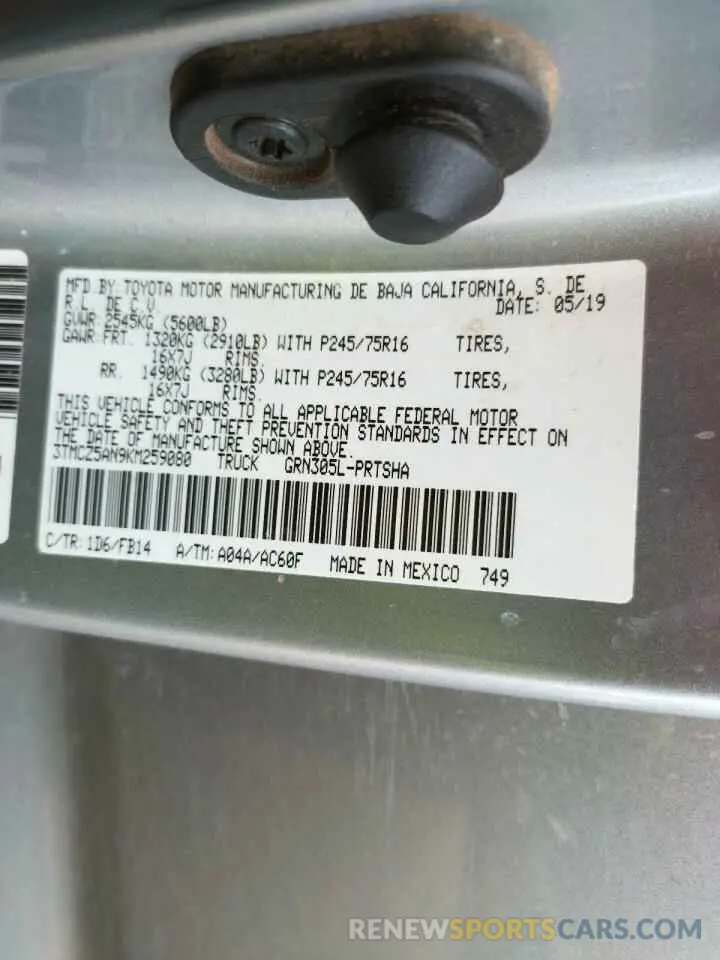 MFD BY TOYOTA MOTOR MANUFACTURING DE BAJA CALIFORNIA, S. DE
R.L. DE C.V. DATE: 05/19
GVWR 2545KG (5600LB)
GAWR FRT. 1320KG (2910LB) WITH P245/75R16 TIRES,
16X7J RIMS.
RR. 1490KG (3280LB) WITH P245/75R16 TIRES,
16X7J RIMS.
THIS VEHICLE CONFORMS TO ALL APPLICABLE FEDERAL MOTOR
VEHICLE SAFETY AND THEFT PREVENTION STANDARDS IN EFFECT ON
THE DATE OF MANUFACTURE SHOWN ABOVE.
3TMCZ5AN9KM259080 TRUCK GRN305L-PRTSHA
C/TR: 1D6/FB14 A/TM: A04A/AC60F MADE IN MEXICO 749
RENEWSPORTSCARS.COM